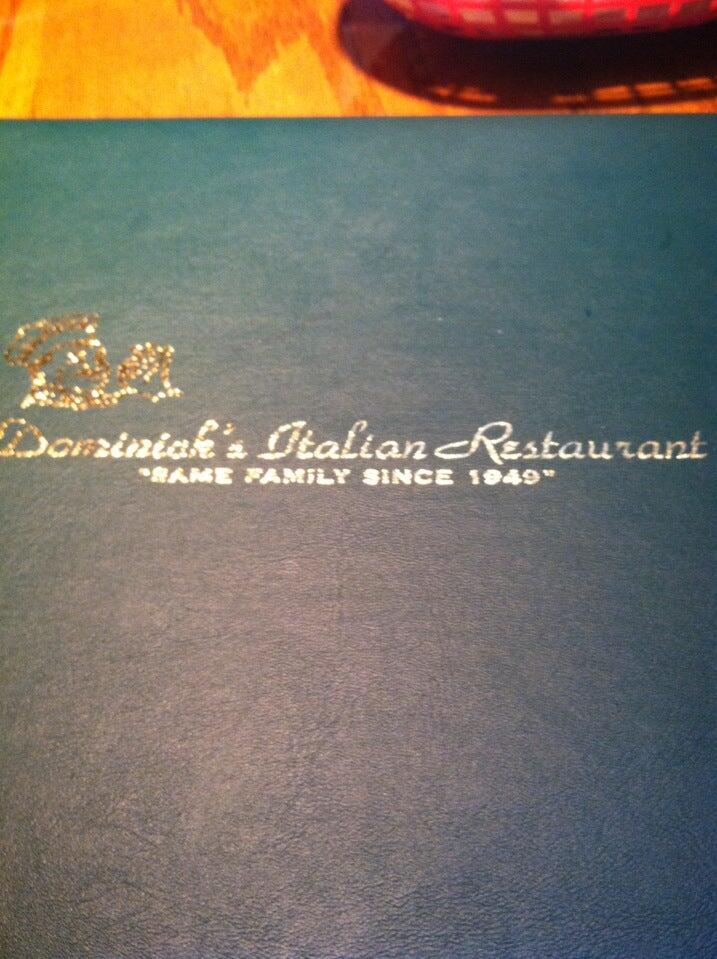 Dominick's Italian Restaurant
"SAME FAMILY SINCE 1949"